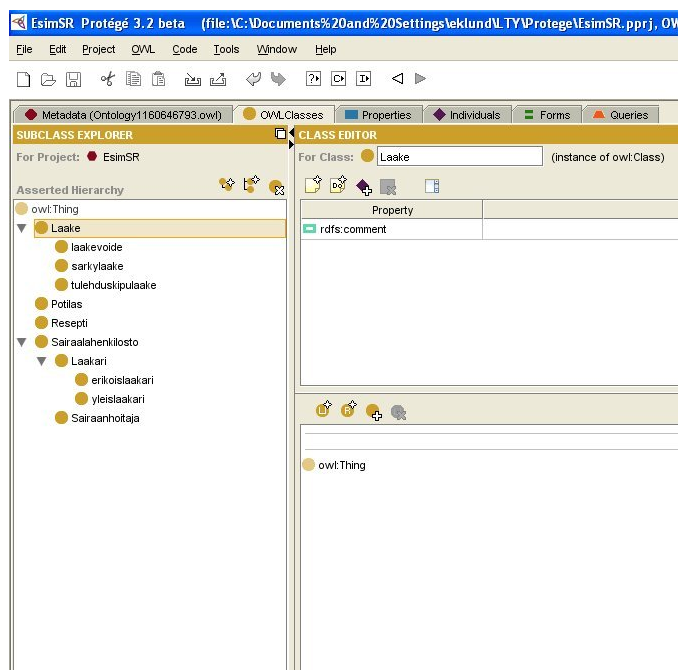 EsimSR Protégé 3.2 beta (file:\C:\Documents%20and%20Settings\eklund\LTY\Protege\EsimSR.pprj, OW
File Edit Project OWL Code Tools Window Help
Metadata (Ontology1160646793.owl) OWLClasses Properties Individuals Forms Queries
SUBCLASS EXPLORER
For Project: EsimSR
Asserted Hierarchy
owl:Thing
Laake
laakevoide
sarkylaake
tulehduskipulaake
Potilas
Resepti
Sairaalahenkilosto
Laakari
erikoislaakari
yleislaakari
Sairaanhoitaja
CLASS EDITOR
For Class: Laake (instance of owl:Class)
Property
rdfs:comment
owl:Thing